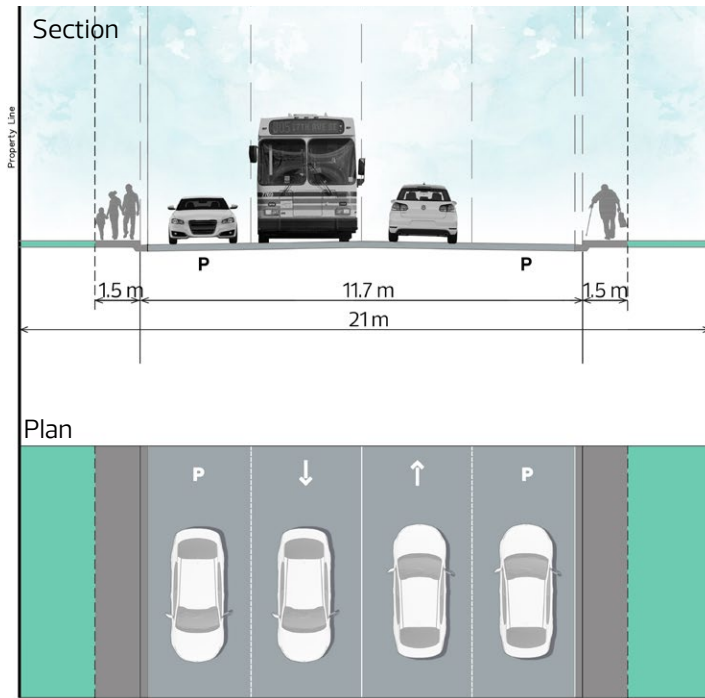 Section
Property Line
P
P
1.5 m
11.7 m
1.5 m
21 m
Plan
P
↓
↑
P